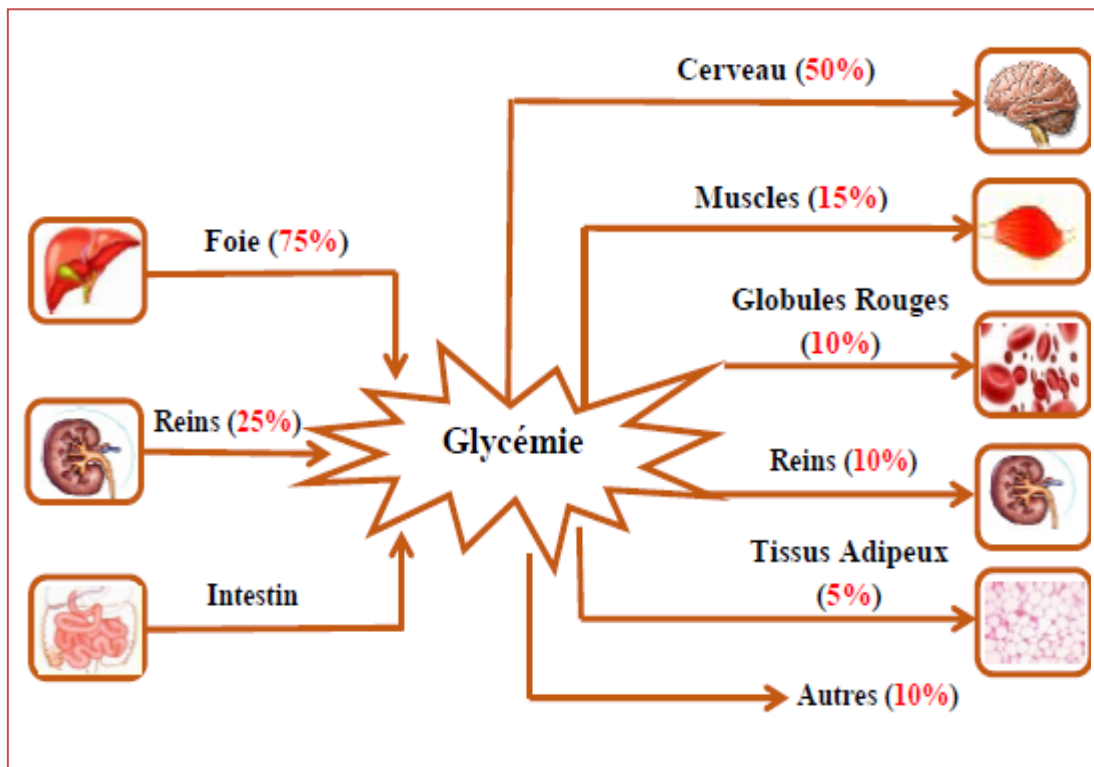 Cerveau (50%)
Muscles (15%)
Foie (75%)
Globules Rouges
(10%)
Reins (25%)
Glycémie
Reins (10%)
Tissus Adipeux
(5%)
Intestin
Autres (10%)